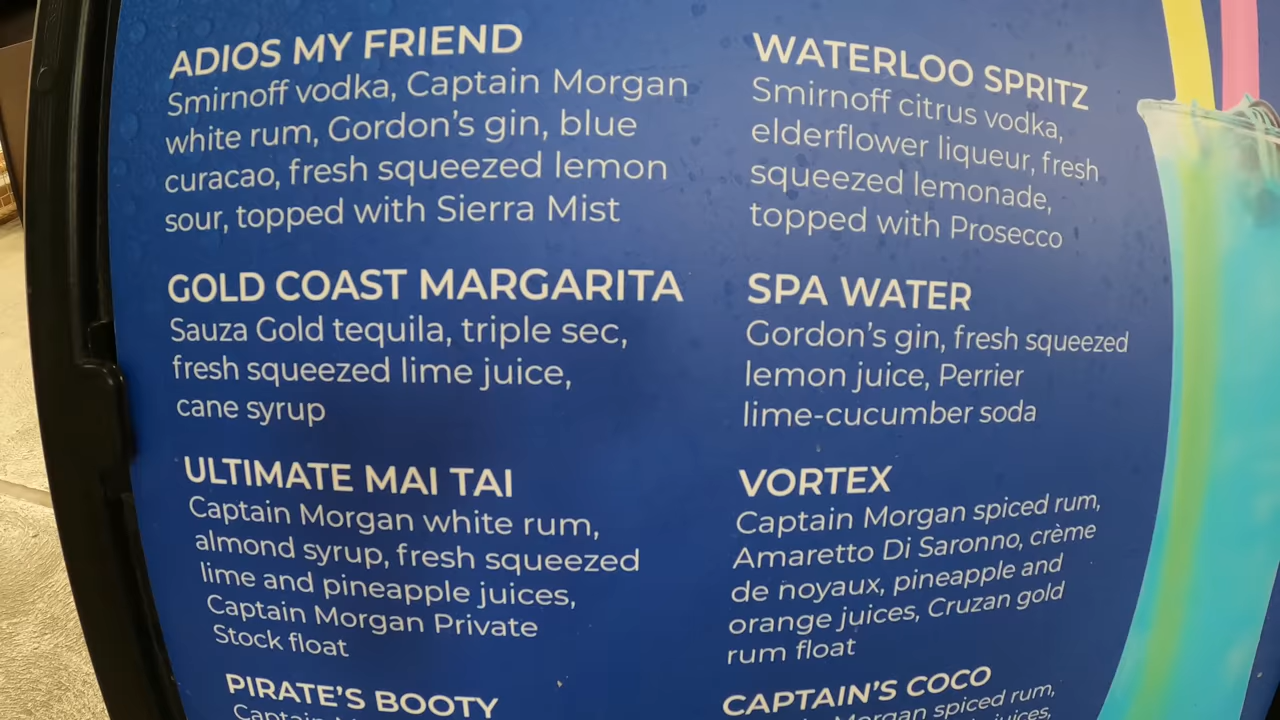 ADIOS MY FRIEND
Smirnoff vodka, Captain Morgan
white rum, Gordon's gin, blue
curacao, fresh squeezed lemon
sour, topped with Sierra Mist
GOLD COAST MARGARITA
Sauza Gold tequila, triple sec,
fresh squeezed lime juice,
cane syrup
ULTIMATE MAI TAI
Captain Morgan white rum,
almond syrup, fresh squeezed
lime and pineapple juices,
Captain Morgan Private
Stock float
PIRATE'S BOOTY
Captain
WATERLOO SPRITZ
Smirnoff citrus vodka,
elderflower liqueur, fresh
squeezed lemonade,
topped with Prosecco
SPA WATER
Gordon's gin, fresh squeezed
lemon juice, Perrier
lime-cucumber soda
VORTEX
Captain Morgan spiced rum,
Amaretto Di Saronno, crème
de noyaux, pineapple and
orange juices, Cruzan gold
rum float
CAPTAIN'S COCO
Morgan spiced rum,
juices,